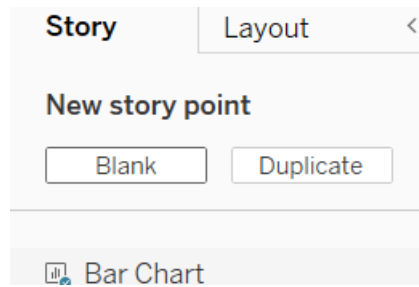 Story Layout <
New story point
Blank Duplicate
Bar Chart